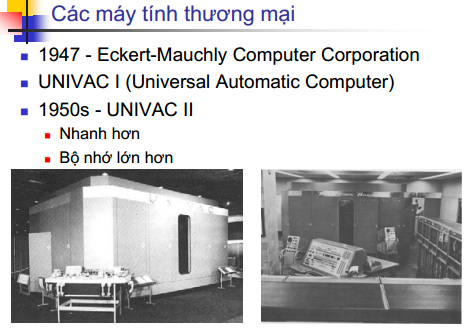 Các máy tính thương mại
1947 - Eckert-Mauchly Computer Corporation
UNIVAC I (Universal Automatic Computer)
1950s - UNIVAC II
Nhanh hơn
Bộ nhớ lớn hơn